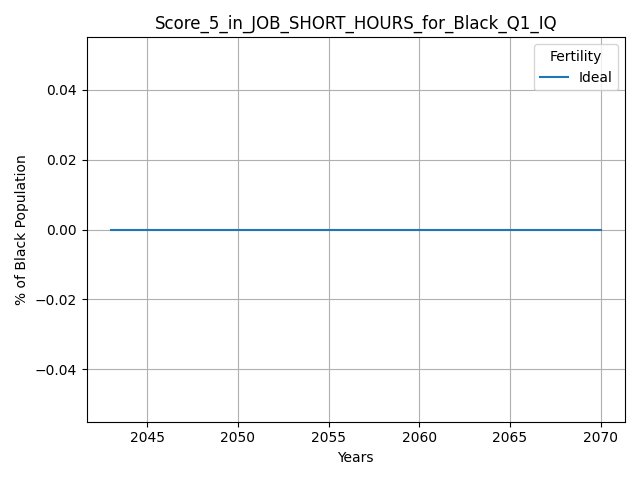 Score_5_in_JOB_SHORT_HOURS_for_Black_Q1_IQ
Fertility
Ideal
0.04
0.02
0.00
−0.02
−0.04
% of Black Population
2045 2050 2055 2060 2065 2070
Years